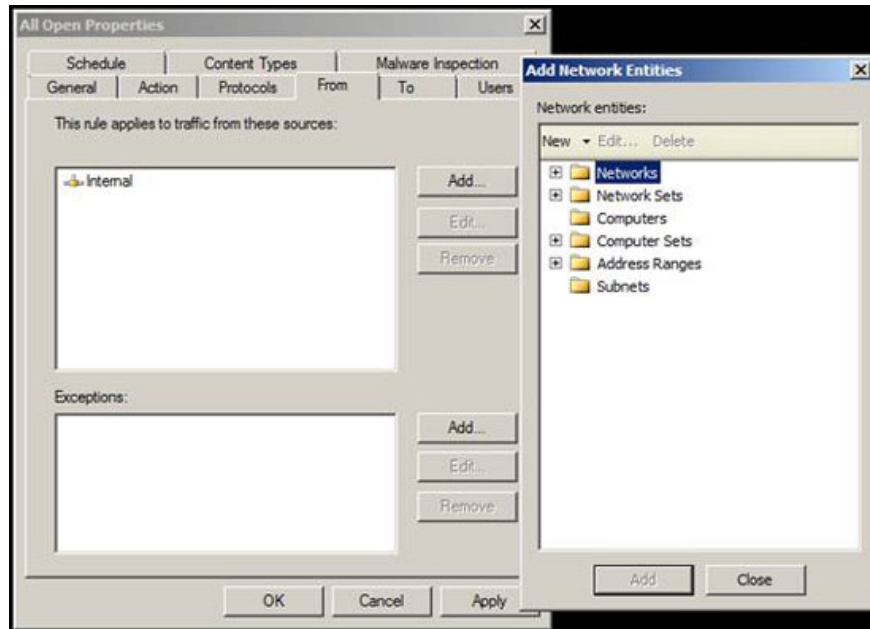 All Open Properties
Schedule Content Types Malware Inspection
General Action Protocols From To Users
This rule applies to traffic from these sources:
Internal
Add...
Edit...
Remove
Exceptions:
Add...
Edit...
Remove
OK Cancel Apply
Add Network Entities
Network entities:
New Edit... Delete
Networks
Network Sets
Computers
Computer Sets
Address Ranges
Subnets
Add Close